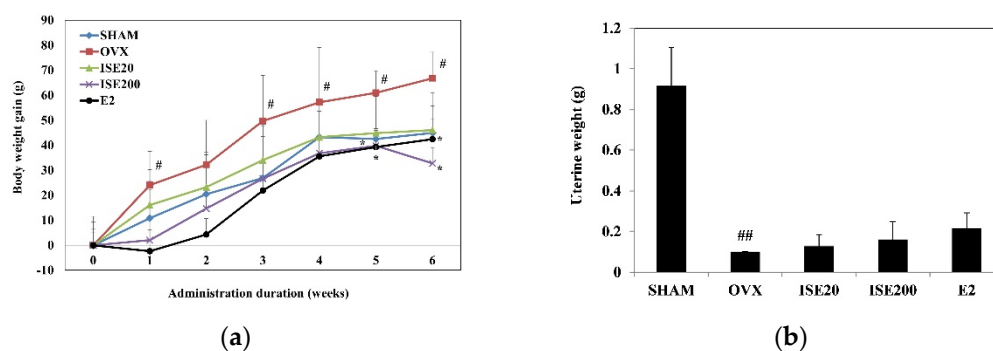 90
80
70
60
50
40
30
20
10
0
-10
Body weight gain (g)
SHAM
OVX
ISE20
ISE200
E2
#
#
#
#
#
*
*
*
*
0 1 2 3 4 5 6
Administration duration (weeks)
(a)
1.2
1
0.8
0.6
0.4
0.2
0
Uterine weight (g)
##
SHAM OVX ISE20 ISE200 E2
(b)